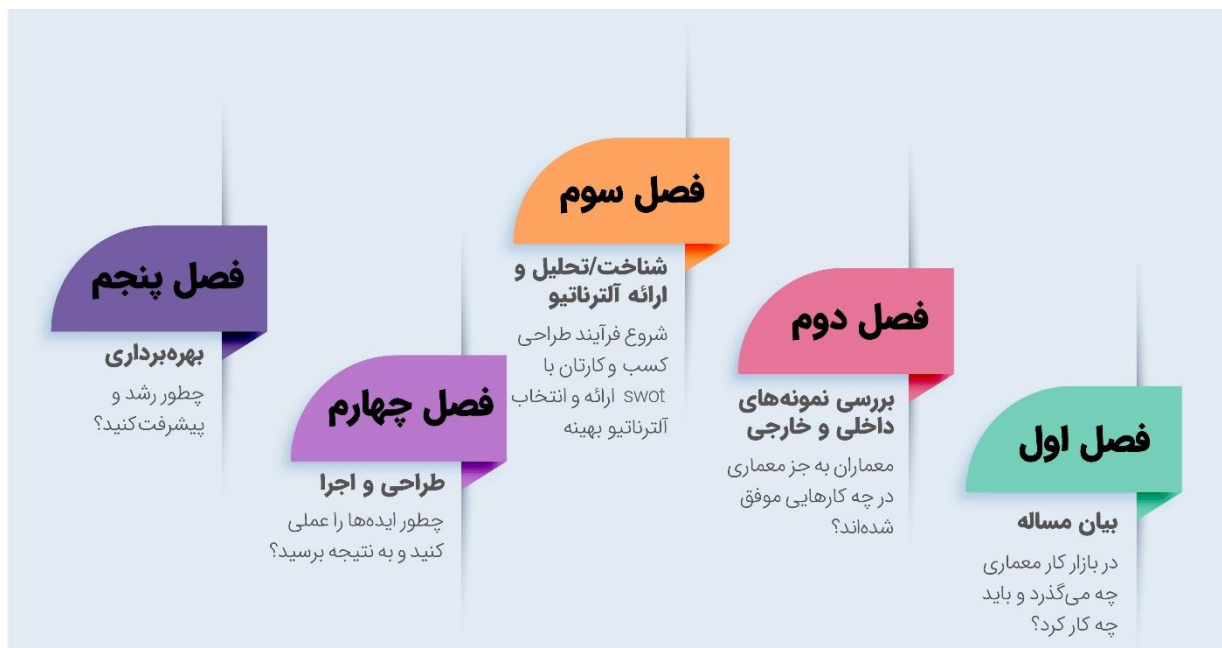 فصل اول
بیان مساله
در بازار کار معماری
چه می‌گذرد و باید
چه کار کرد؟
فصل دوم
بررسی نمونه‌های
داخلی و خارجی
معماران به جز معماری
در چه کارهایی موفق
شده‌اند؟
فصل سوم
شناخت/تحلیل و
ارائه آلترناتیو
شروع فرآیند طراحی
کسب و کارتان با
swot ارائه و انتخاب
آلترناتیو بهینه
فصل چهارم
طراحی و اجرا
چطور ایده‌ها را عملی
کنید و به نتیجه برسید؟
فصل پنجم
بهره‌برداری
چطور رشد و
پیشرفت کنید؟